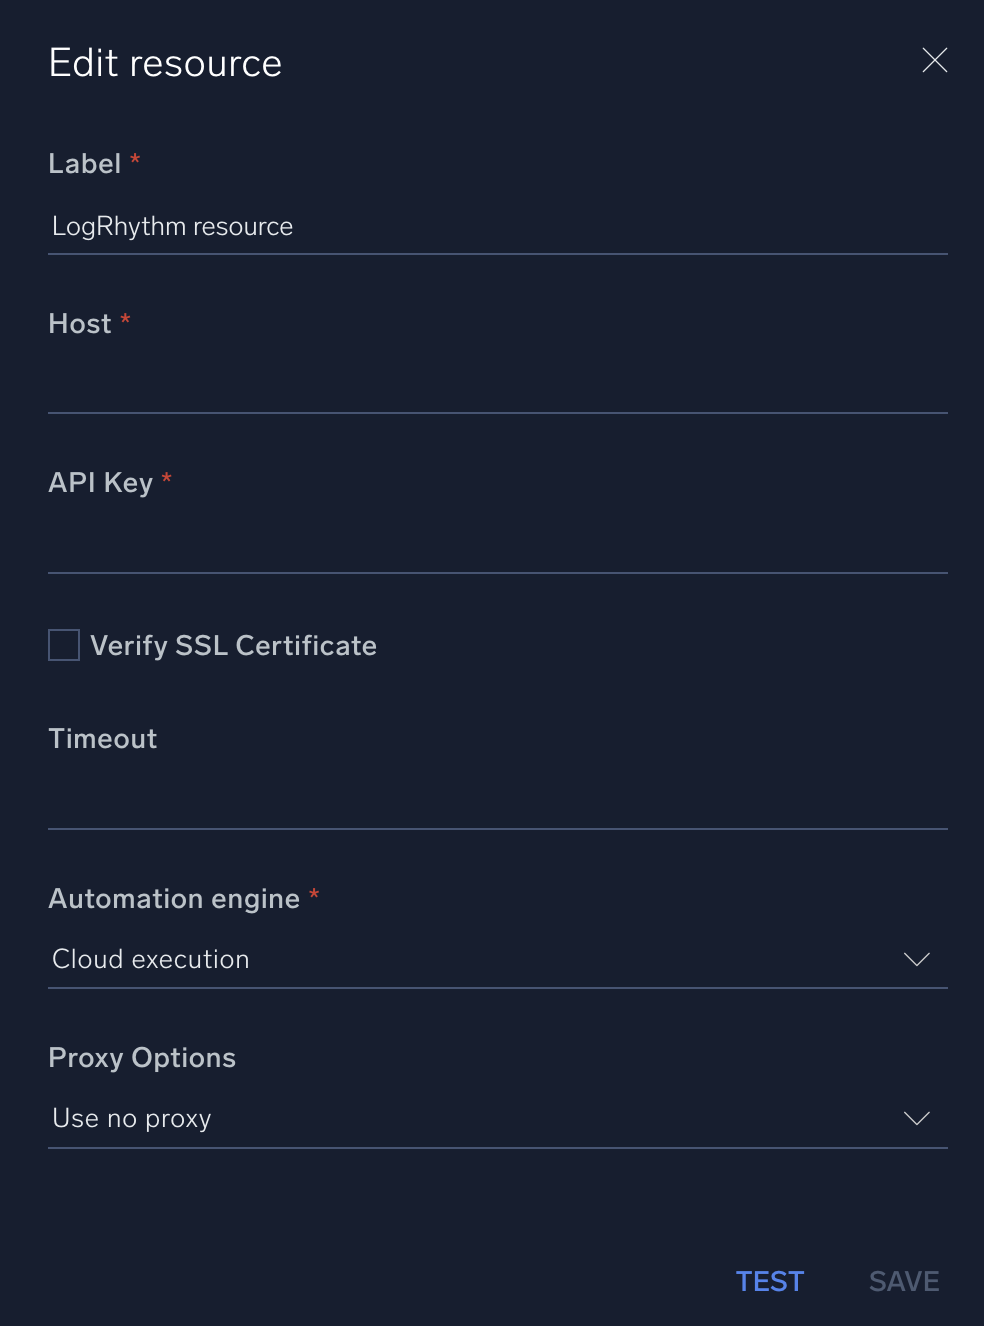 Edit resource
Label *
LogRhythm resource
Host *
API Key *
Verify SSL Certificate
Timeout
Automation engine *
Cloud execution
Proxy Options
Use no proxy
TEST SAVE